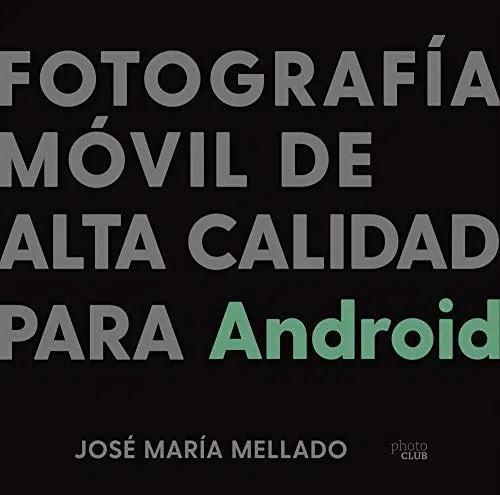 FOTOGRAFÍA
MÓVIL DE
ALTA CALIDAD
PARA Android
JOSÉ MARÍA MELLADO
photo
CLUB